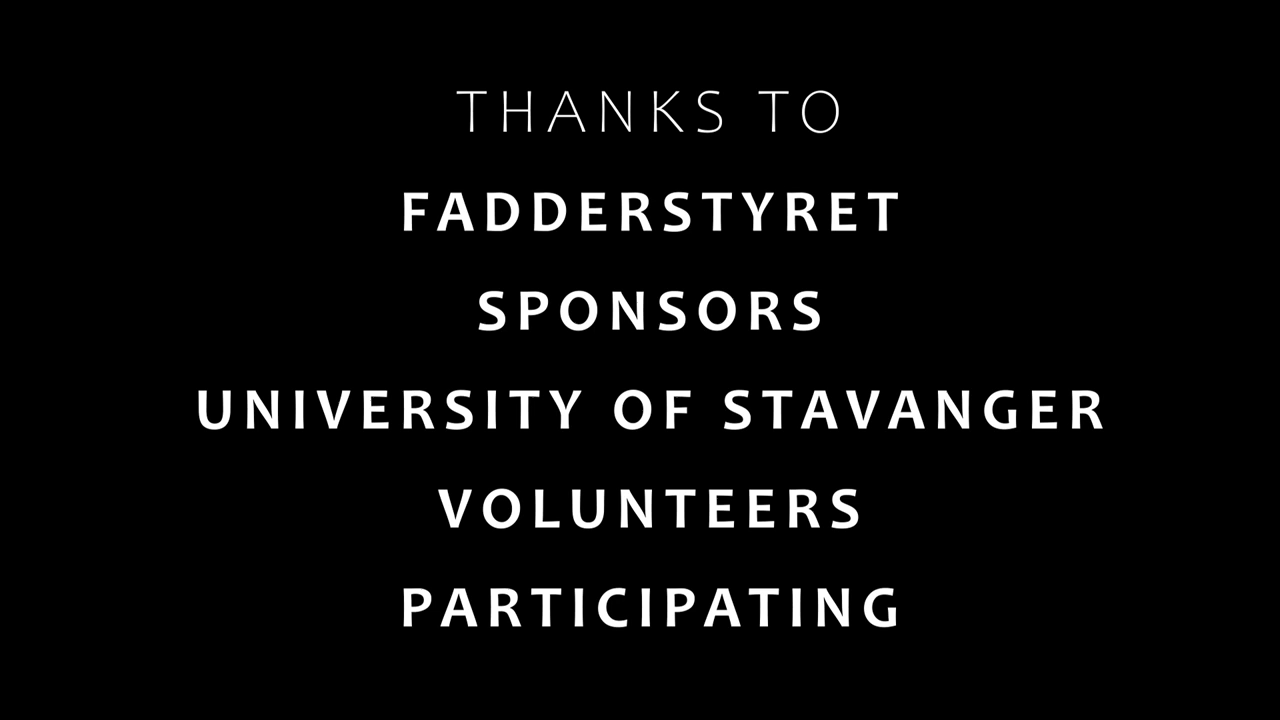 THANKS TO
FADDERSTYRET
SPONSORS
UNIVERSITY OF STAVANGER
VOLUNTEERS
PARTICIPATING